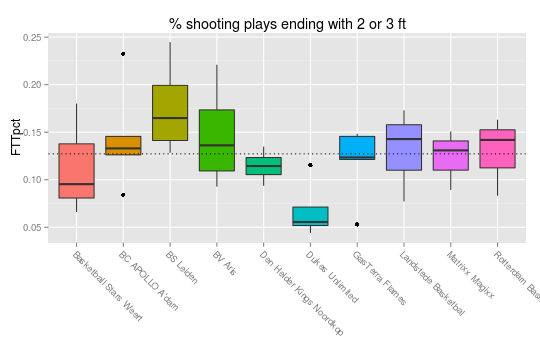 % shooting plays ending with 2 or 3 ft
FTTpct
0.25
0.20
0.15
0.10
0.05
Basketball Stars Weert
BC APOLLO A'dam
BS Leiden
BV Aris
Den Helder Kings Noordkop
Dukes Unlimited
GasTerra Flames
Landstede Basketbal
Matrixx Magixx
Rotterdam Bas